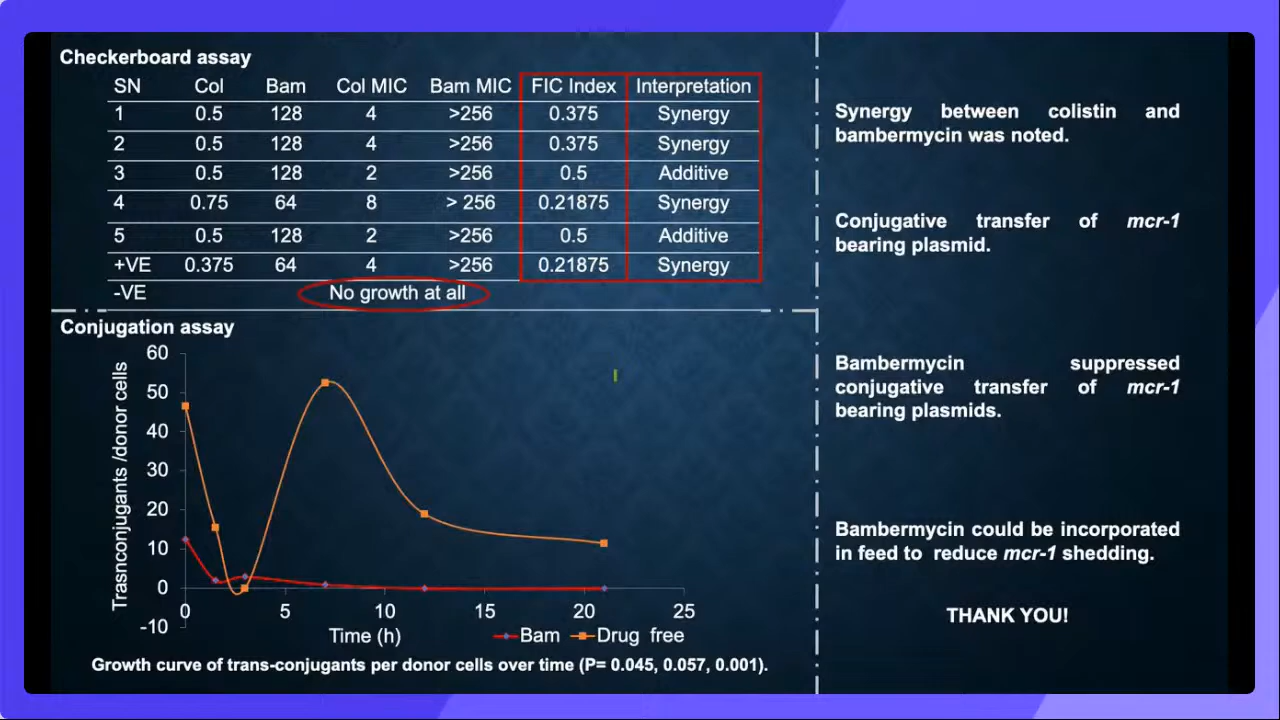 Checkerboard assay
SN Col Bam Col MIC Bam MIC FIC Index Interpretation
1 0.5 128 4 >256 0.375 Synergy
2 0.5 128 4 >256 0.375 Synergy
3 0.5 128 2 >256 0.5 Additive
4 0.75 64 8 > 256 0.21875 Synergy
5 0.5 128 2 >256 0.5 Additive
+VE 0.375 64 4 >256 0.21875 Synergy
-VE No growth at all
Conjugation assay
Trasnconjugants /donor cells
60
50
40
30
20
10
0
-10
0 5 10 15 20 25
Time (h)
Bam Drug free
Growth curve of trans-conjugants per donor cells over time (P= 0.045, 0.057, 0.001).
Synergy between colistin and
bambermycin was noted.
Conjugative transfer of mcr-1
bearing plasmid.
Bambermycin suppressed
conjugative transfer of mcr-1
bearing plasmids.
Bambermycin could be incorporated
in feed to reduce mcr-1 shedding.
THANK YOU!